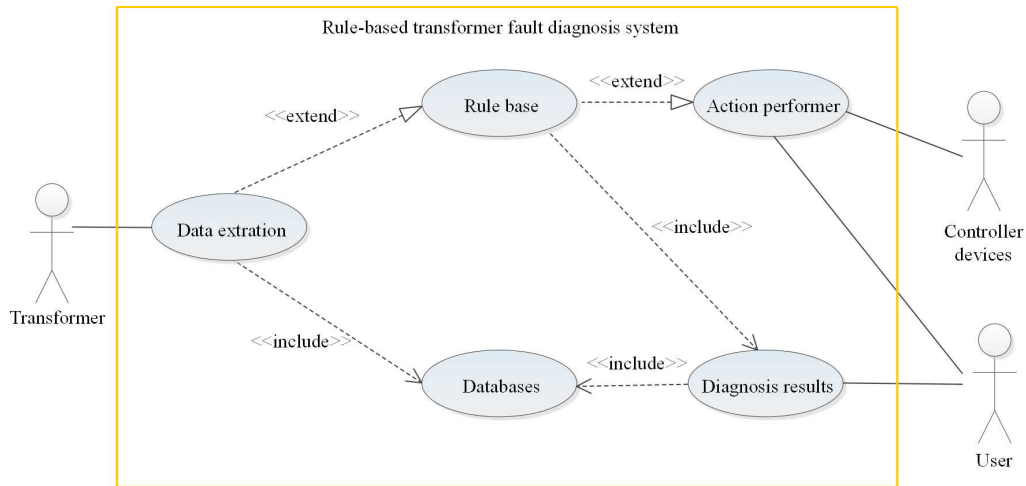 Rule-based transformer fault diagnosis system
<<extend>>
Rule base
<<extend>>
Action performer
Data extration
<<include>>
Controller
devices
Transformer
<<include>>
Databases
<<include>>
Diagnosis results
User